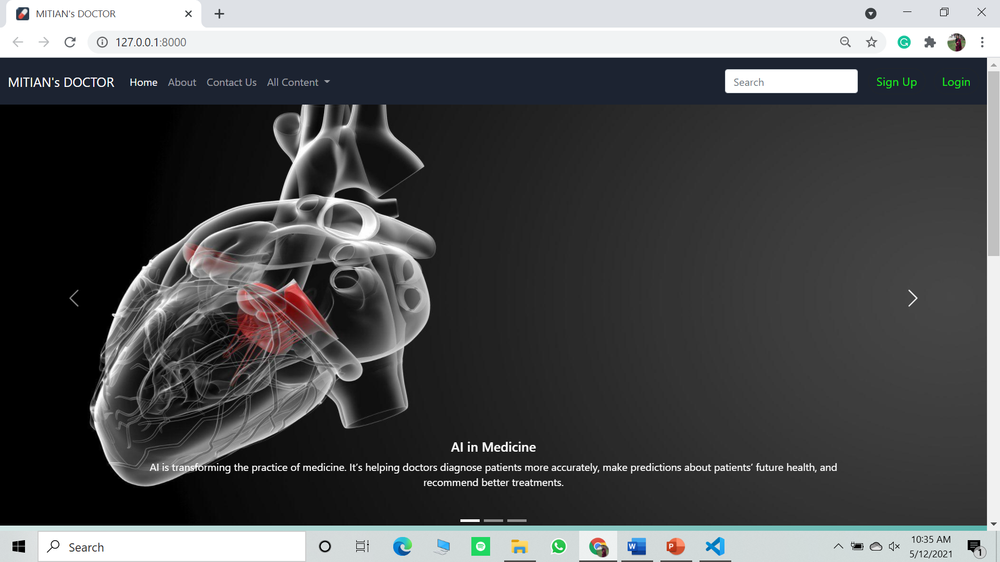 MITIAN's DOCTOR
127.0.0.1:8000
MITIAN's DOCTOR Home About Contact Us All Content Search Sign Up Login
AI in Medicine
AI is transforming the practice of medicine. It's helping doctors diagnose patients more accurately, make predictions about patients' future health, and
recommend better treatments.
Search
10:35 AM
5/12/2021
1